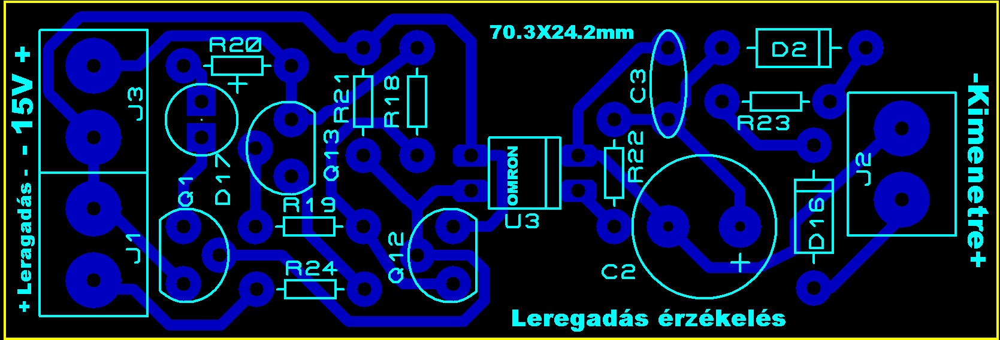 70.3X24.2mm
- 15V +
+ Leragadás -
J3
J1
R20
D17
Q1
Q13
R21
R18
R19
R24
Q12
OMRON
U3
C3
R22
C2
D2
R23
D16
J2
-Kimenetre+
Leregadás érzékelés